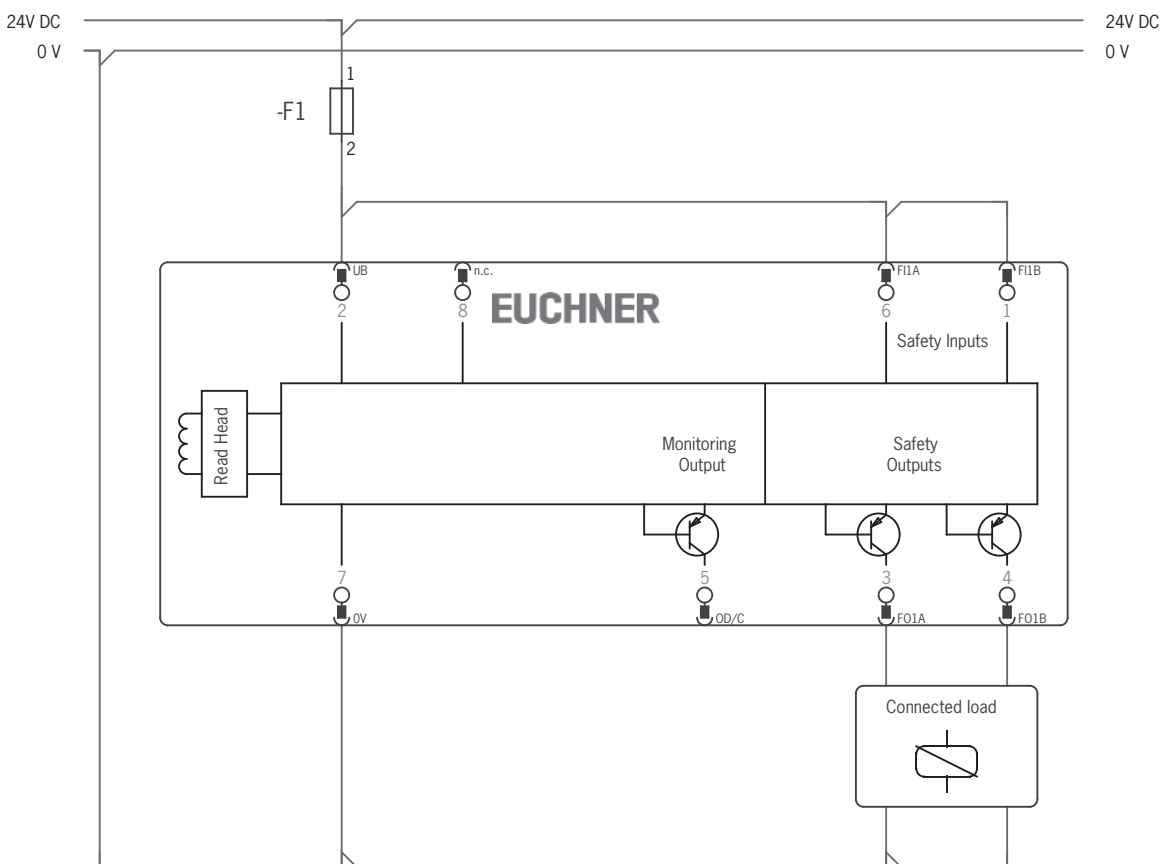 24V DC
24V DC
0 V
0 V
1
-F1
2
UB
n.c.
FI1A
FI1B
2
8
EUCHNER
6
1
Safety Inputs
Read Head
Monitoring
Output
Safety
Outputs
7
5
3
4
0V
OD/C
FO1A
FO1B
Connected load